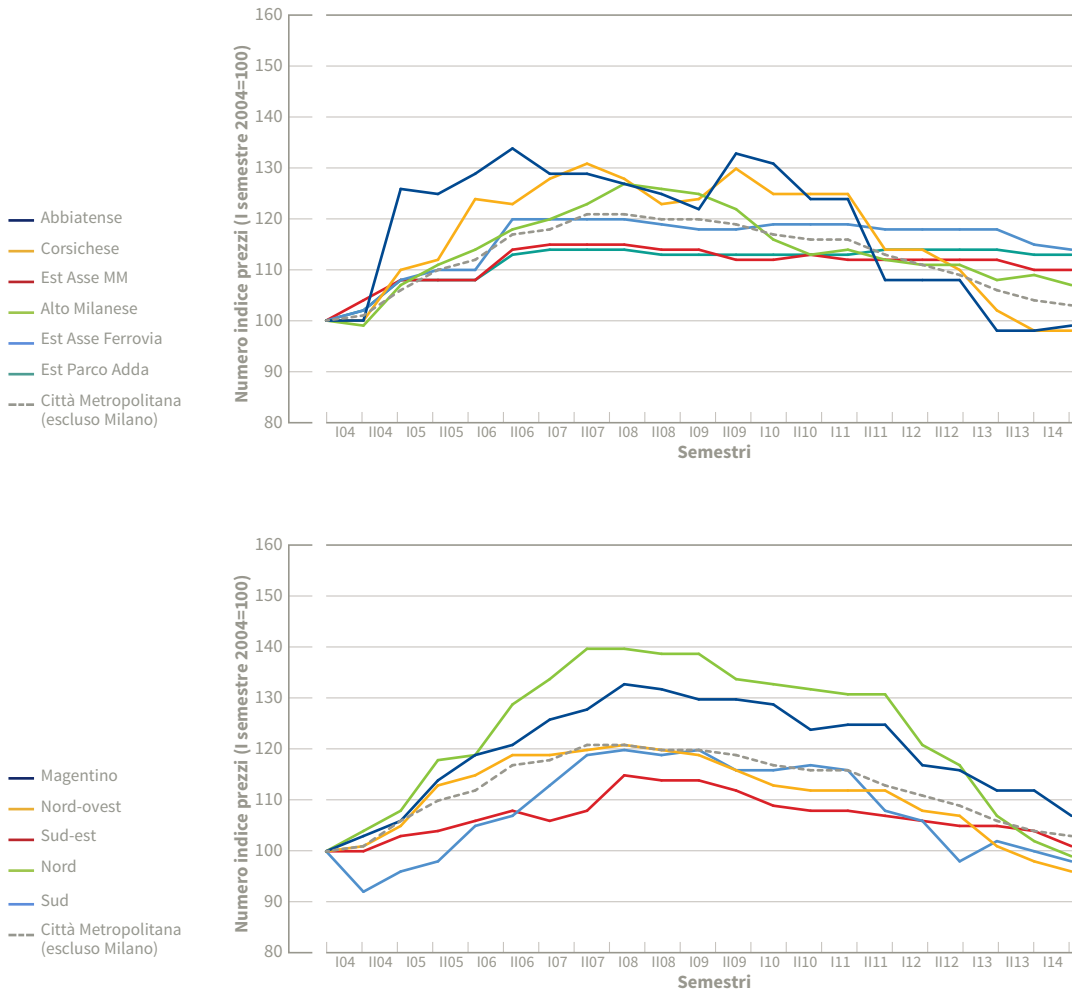 Numero indice prezzi (I semestre 2004=100)
160
150
140
130
120
110
100
90
80
Abbiatense
Corsichese
Est Asse MM
Alto Milanese
Est Asse Ferrovia
Est Parco Adda
Città Metropolitana
(escluso Milano)
I04 II04 I05 II05 I06 II06 I07 II07 I08 II08 I09 II09 I10 II10 I11 II11 I12 II12 I13 II13 I14
Semestri
Numero indice prezzi (I semestre 2004=100)
160
150
140
130
120
110
100
90
80
Magentino
Nord-ovest
Sud-est
Nord
Sud
Città Metropolitana
(escluso Milano)
I04 II04 I05 II05 I06 II06 I07 II07 I08 II08 I09 II09 I10 II10 I11 II11 I12 II12 I13 II13 I14
Semestri